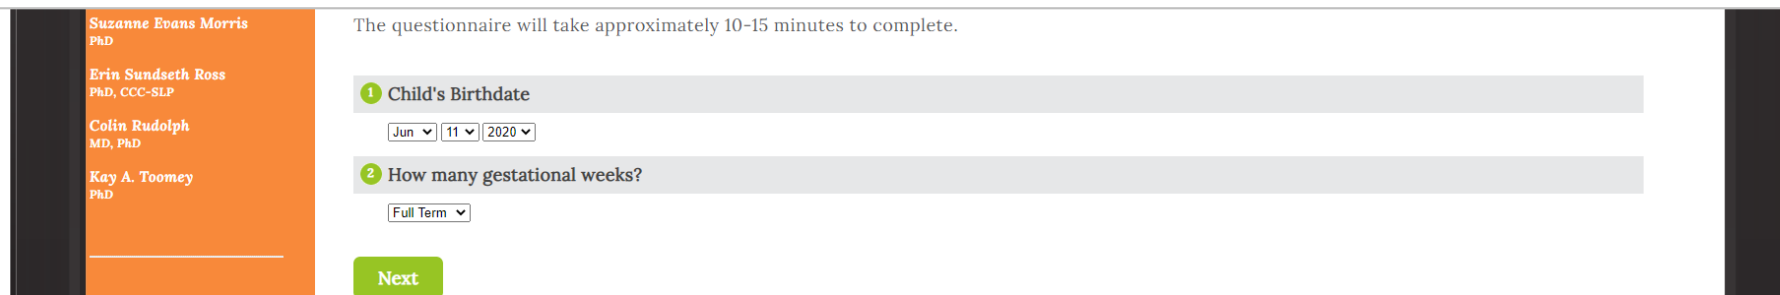 Suzanne Evans Morris
PhD
Erin Sundseth Ross
PhD, CCC-SLP
Colin Rudolph
MD, PhD
Kay A. Toomey
PhD
The questionnaire will take approximately 10-15 minutes to complete.
1 Child's Birthdate
Jun 11 2020
2 How many gestational weeks?
Full Term
Next